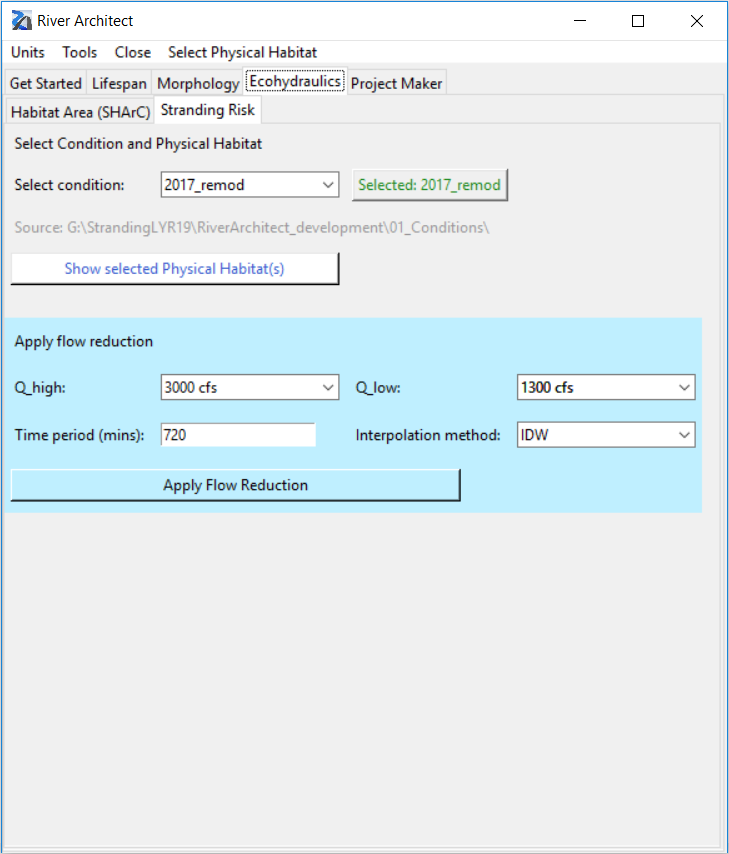 River Architect
Units Tools Close Select Physical Habitat
Get Started Lifespan Morphology Ecohydraulics Project Maker
Habitat Area (SHArC) Stranding Risk
Select Condition and Physical Habitat
Select condition: 2017_remod Selected: 2017_remod
Source: G:\StrandingLYR19\RiverArchitect_development\01_Conditions\
Show selected Physical Habitat(s)
Apply flow reduction
Q_high: 3000 cfs Q_low: 1300 cfs
Time period (mins): 720 Interpolation method: IDW
Apply Flow Reduction